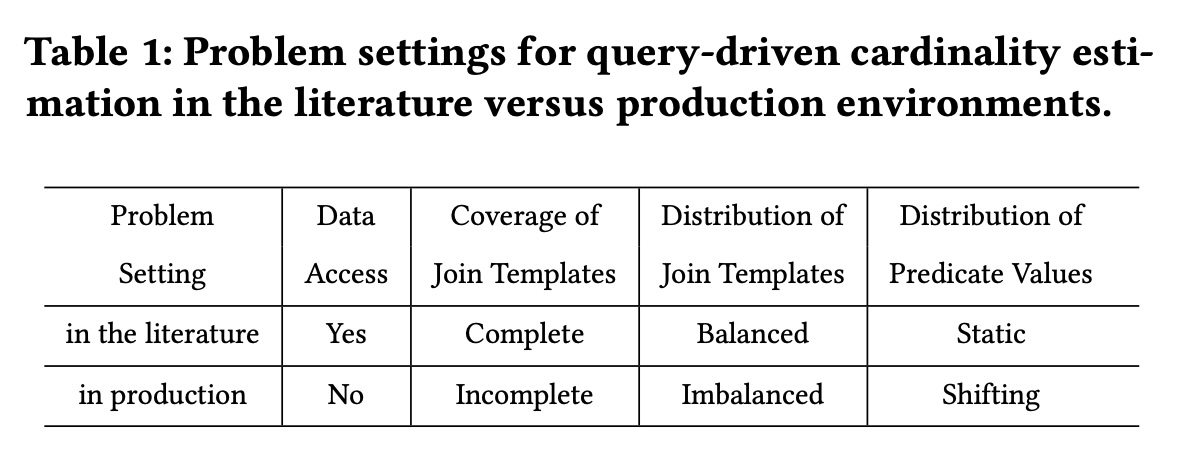 Table 1: Problem settings for query-driven cardinality esti-
mation in the literature versus production environments.
Problem Data Coverage of Distribution of Distribution of
Setting Access Join Templates Join Templates Predicate Values
in the literature Yes Complete Balanced Static
in production No Incomplete Imbalanced Shifting